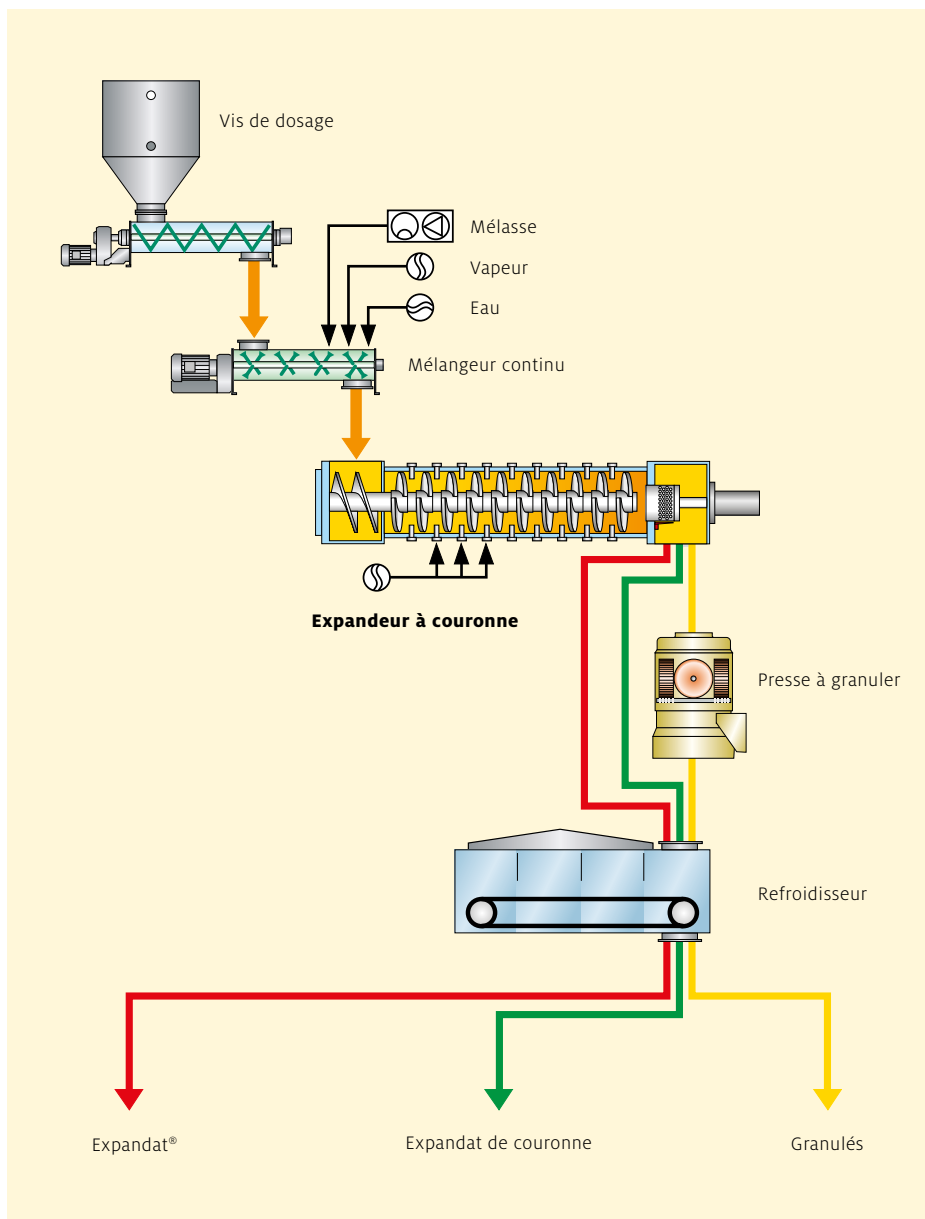 Vis de dosage
Mélasse
Vapeur
Eau
Mélangeur continu
Expandeur à couronne
Presse à granuler
Refroidisseur
Expandat®
Expandat de couronne
Granulés